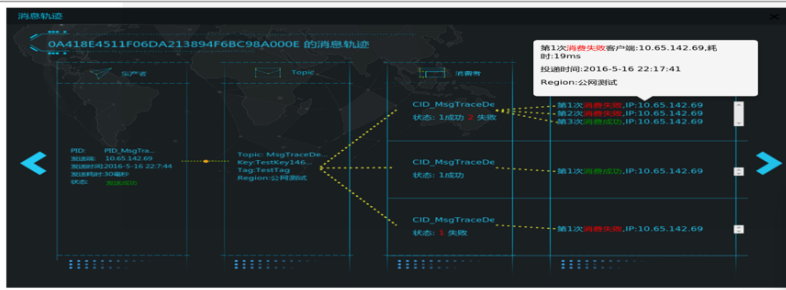 消息轨迹
0A418E4511F06DA213894F6BC98A000E 的消息轨迹
第1次消费失败客户端:10.65.142.69,耗
时:19ms
投递时间:2016-5-16 22:17:41
Region:公网测试
生产者
Topic
消费者
PID: PID_MsgTra...
发送端: 10.65.142.69
发送时间:2016-5-16 22:7:44
发送耗时:30毫秒
状态: 发送成功
Topic: MsgTraceDe
Key:TestKey146...
Tag:TestTag
Region:公网测试
CID_MsgTraceDe
状态: 1成功 2 失败
第1次消费失败,IP:10.65.142.69
第2次消费失败,IP:10.65.142.69
第3次消费成功,IP:10.65.142.69
CID_MsgTraceDe
状态: 1成功
第1次消费成功,IP:10.65.142.69
CID_MsgTraceDe
状态: 1 失败
第1次消费失败,IP:10.65.142.69